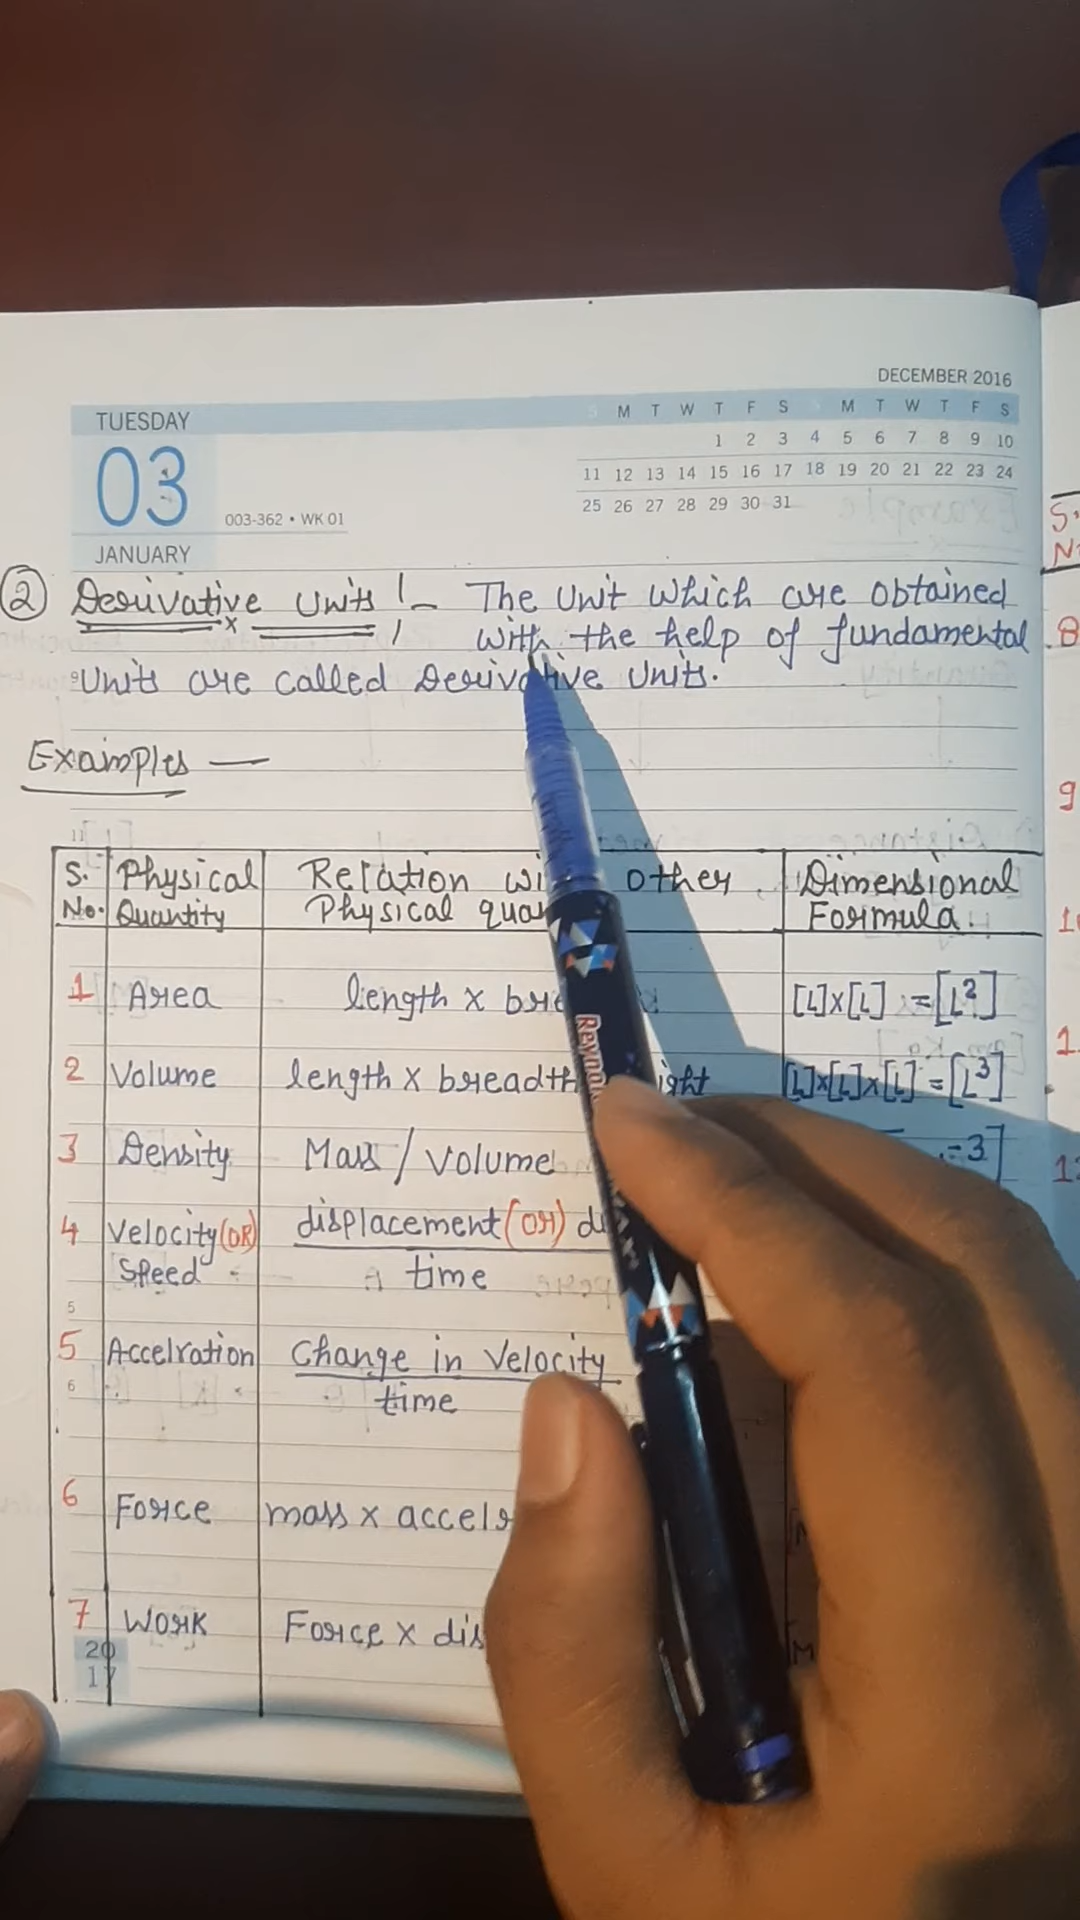 DECEMBER 2016
TUESDAY
S M T W T F S S M T W T F S
03
1 2 3 4 5 6 7 8 9 10
11 12 13 14 15 16 17 18 19 20 21 22 23 24
003-362 • WK 01
25 26 27 28 29 30 31
JANUARY
② Derivative Units :- The Unit which are obtained
with the help of fundamental
Units are called Derivative Units.
Examples —
S. No. Physical Quantity Relation other Physical Dimensional Formula.
1 Area length × [L]×[L] =[L²]
2 Volume length × breadth [L]×[L]×[L] =[L³]
3 Density Mass / Volume -3]
4 Velocity (OR) Speed displacement (OR)
time
5 Accelration Change in Velocity
time
6 Force mass ×
7 Work Force ×
20
17
S.
N
8
9
1
Reynolds